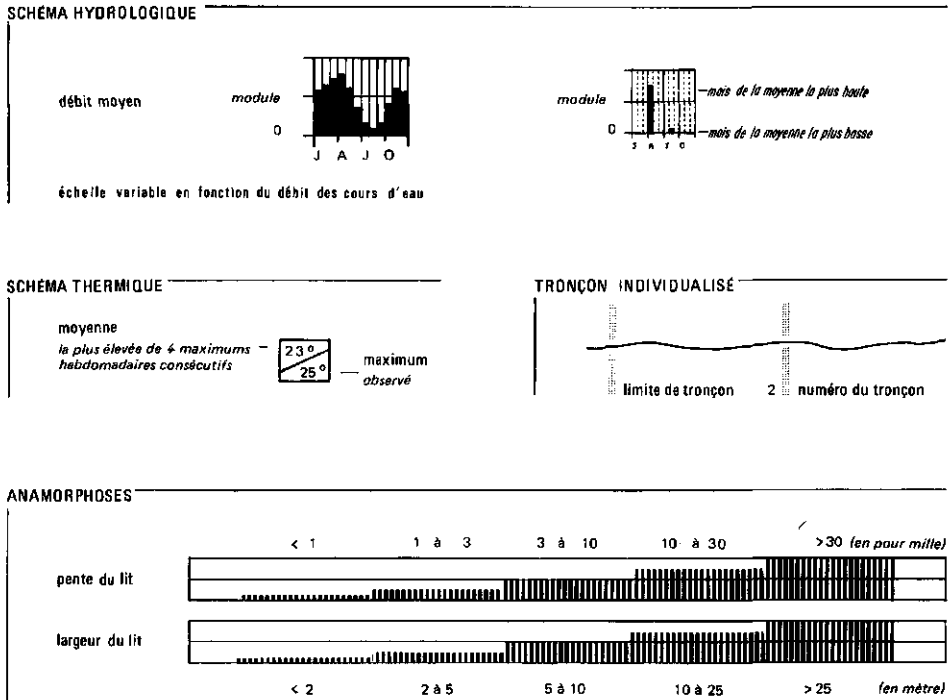 SCHÉMA HYDROLOGIQUE
débit moyen
module
0
J A J O
module
0
J A J O
mois de la moyenne la plus haute
mois de la moyenne la plus basse
échelle variable en fonction du débit des cours d'eau
SCHÉMA THERMIQUE
moyenne
la plus élevée de 4 maximums
hebdomadaires consécutifs
23°
25°
maximum
observé
TRONÇON INDIVIDUALISÉ
limite de tronçon
2 numéro du tronçon
ANAMORPHOSES
< 1 1 à 3 3 à 10 10 à 30 >30 (en pour mille)
pente du lit
largeur du lit
< 2 2 à 5 5 à 10 10 à 25 > 25 (en mètre)